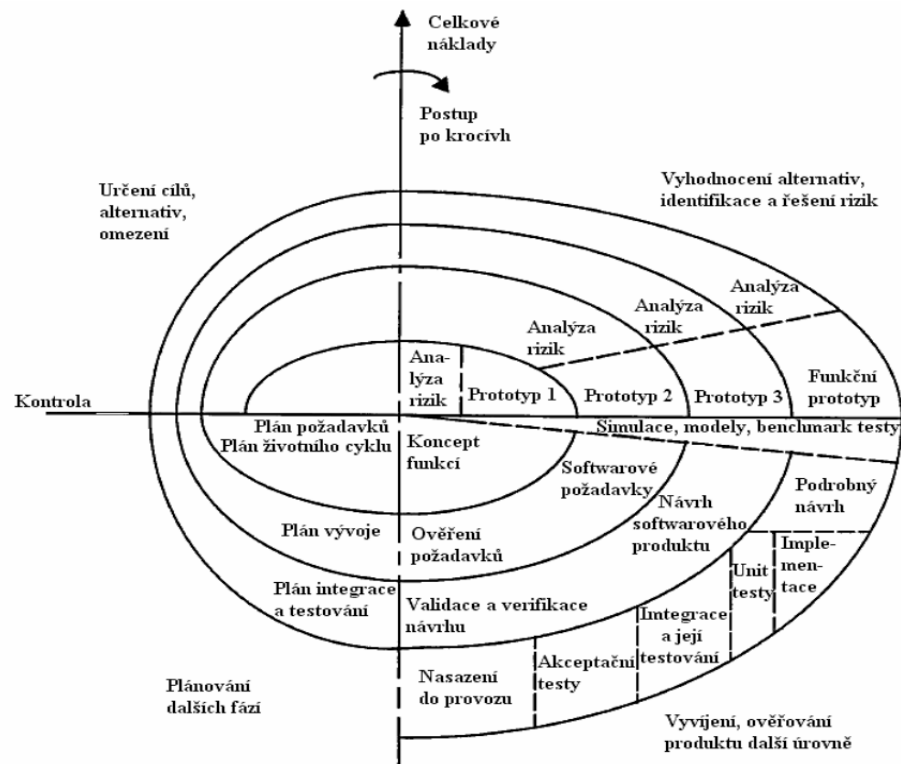 Celkové
náklady
Postup
po krocívh
Určení cílů,
alternativ,
omezení
Vyhodnocení alternativ,
identifikace a řešení rizik
Analýza
rizik
Analýza
rizik
Analýza
rizik
Ana-
lýza
rizik
Prototyp 1
Prototyp 2
Prototyp 3
Funkční
prototyp
Kontrola
Plán požadavků
Plán životního cyklu
Koncept
funkcí
Simulace, modely, benchmark testy
Softwarové
požadavky
Návrh
softwarového
produktu
Podrobný
návrh
Plán vývoje
Ověření
požadavků
Unit
testy
Imple-
men-
tace
Plán integrace
a testování
Validace a verifikace
návrhu
Imtegrace
a její
testování
Nasazení
do provozu
Akceptační
testy
Plánování
dalších fází
Vyvíjení, ověřování
produktu další úrovně